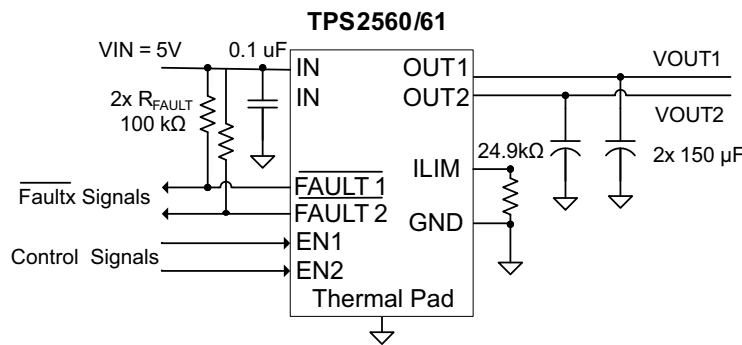 TPS2560/61
VIN = 5V
0.1 uF
IN
IN
OUT1
OUT2
VOUT1
VOUT2
2x RFAULT
100 kΩ
24.9kΩ
2x 150 µF
ILIM
GND
Faultx Signals
FAULT 1
FAULT 2
EN1
EN2
Control Signals
Thermal Pad